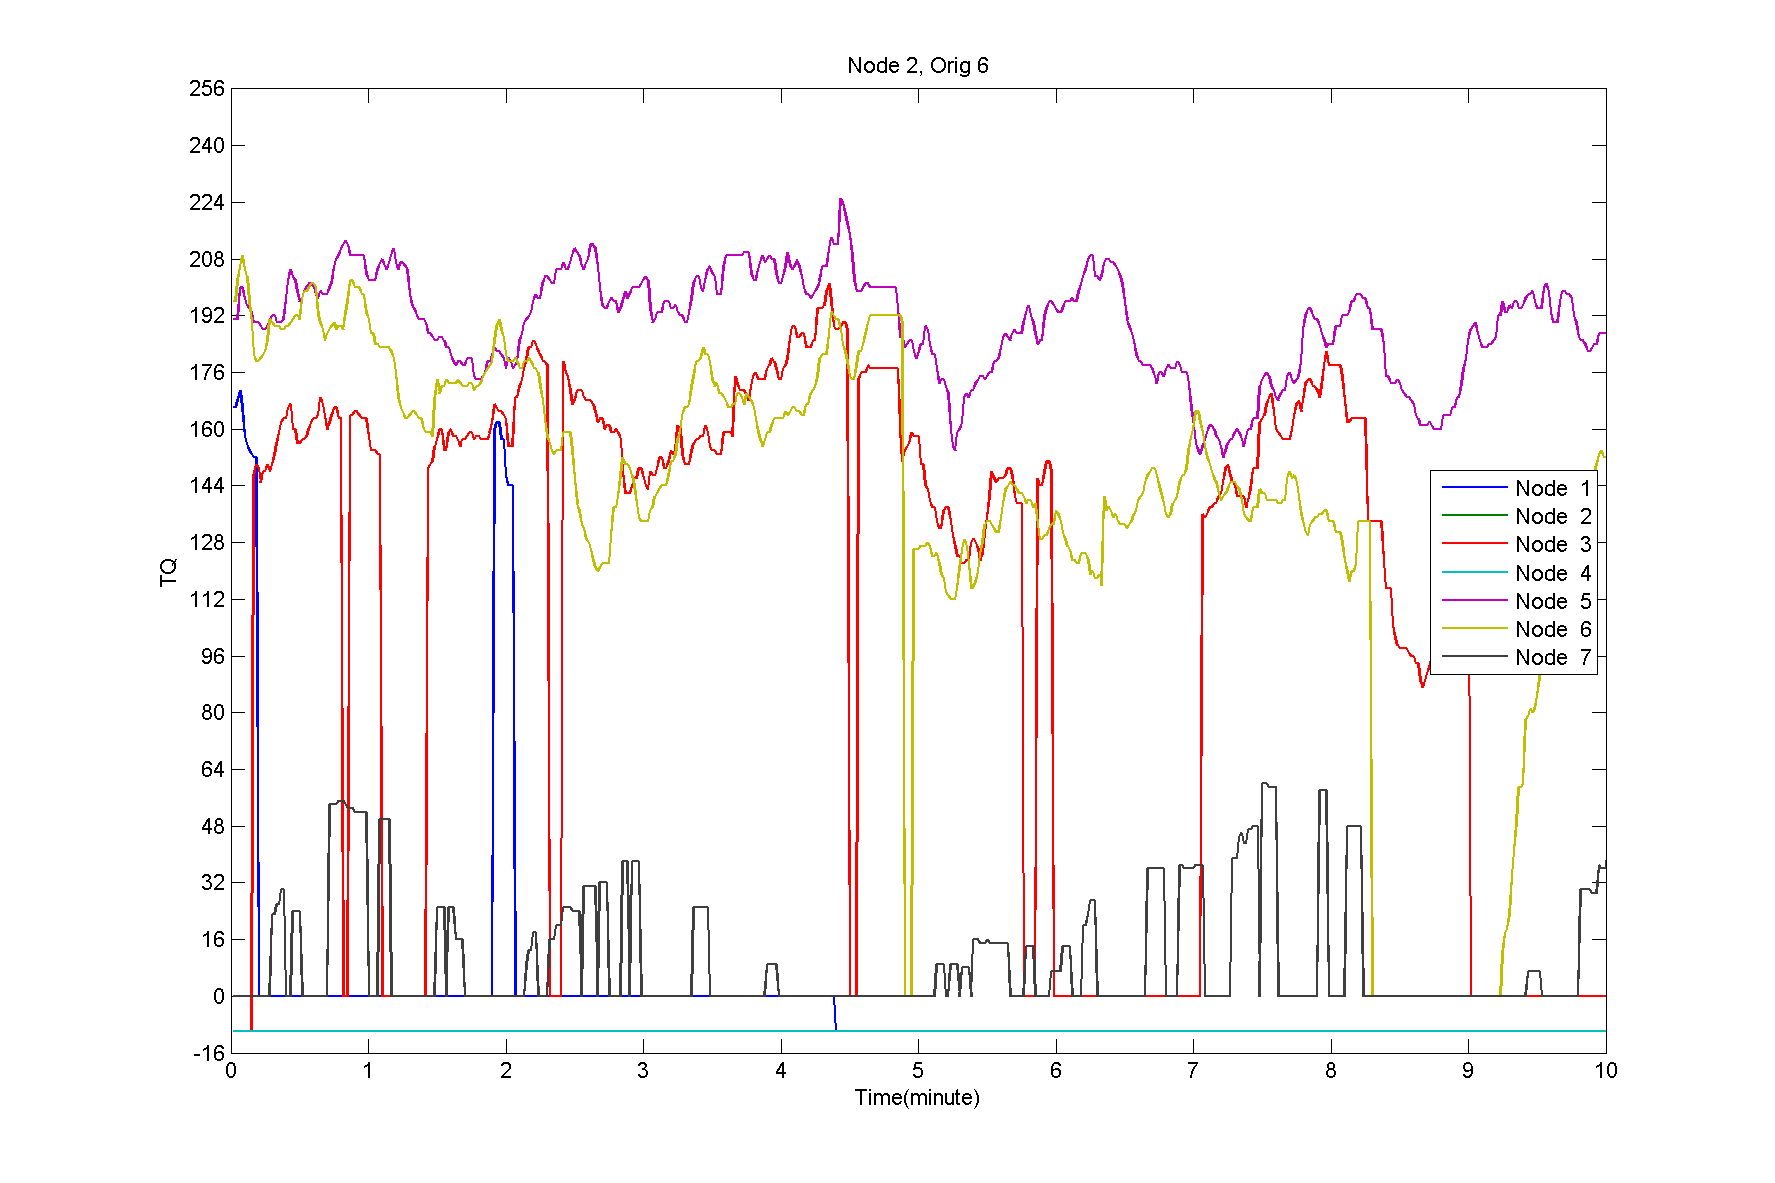 Node 2, Orig 6
256
240
224
208
192
176
160
144
128
112
96
80
64
48
32
16
0
-16
TQ
Node 1
Node 2
Node 3
Node 4
Node 5
Node 6
Node 7
0 1 2 3 4 5 6 7 8 9 10
Time(minute)